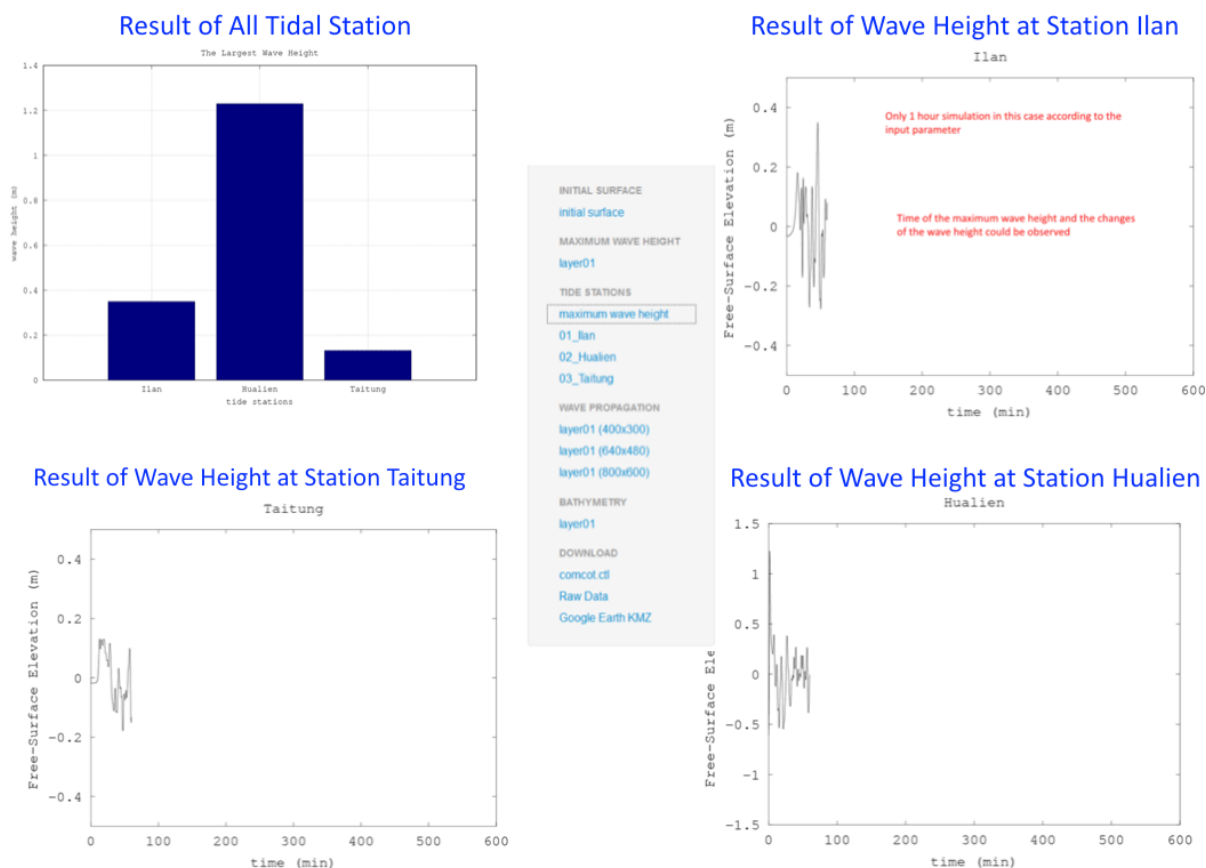 Result of All Tidal Station
The Largest Wave Height
1.4
1.2
1
0.8
0.6
0.4
0.2
0
wave height (m)
Ilan Hualien Taitung
tide stations
Result of Wave Height at Station Ilan
Ilan
0.4
0.2
0
-0.2
-0.4
Free-Surface Elevation (m)
Only 1 hour simulation in this case according to the
input parameter
Time of the maximum wave height and the changes
of the wave height could be observed
0 100 200 300 400 500 600
time (min)
INITIAL SURFACE
initial surface
MAXIMUM WAVE HEIGHT
layer01
TIDE STATIONS
maximum wave height
01_Ilan
02_Hualien
03_Taitung
WAVE PROPAGATION
layer01 (400x300)
layer01 (640x480)
layer01 (800x600)
BATHYMETRY
layer01
DOWNLOAD
comcot.ctl
Raw Data
Google Earth KMZ
Result of Wave Height at Station Taitung
Taitung
0.4
0.2
0
-0.2
-0.4
Free-Surface Elevation (m)
0 100 200 300 400 500 600
time (min)
Result of Wave Height at Station Hualien
Hualien
1.5
1
0.5
0
-0.5
-1
-1.5
Free-Surface Ele
0 100 200 300 400 500 600
time (min)